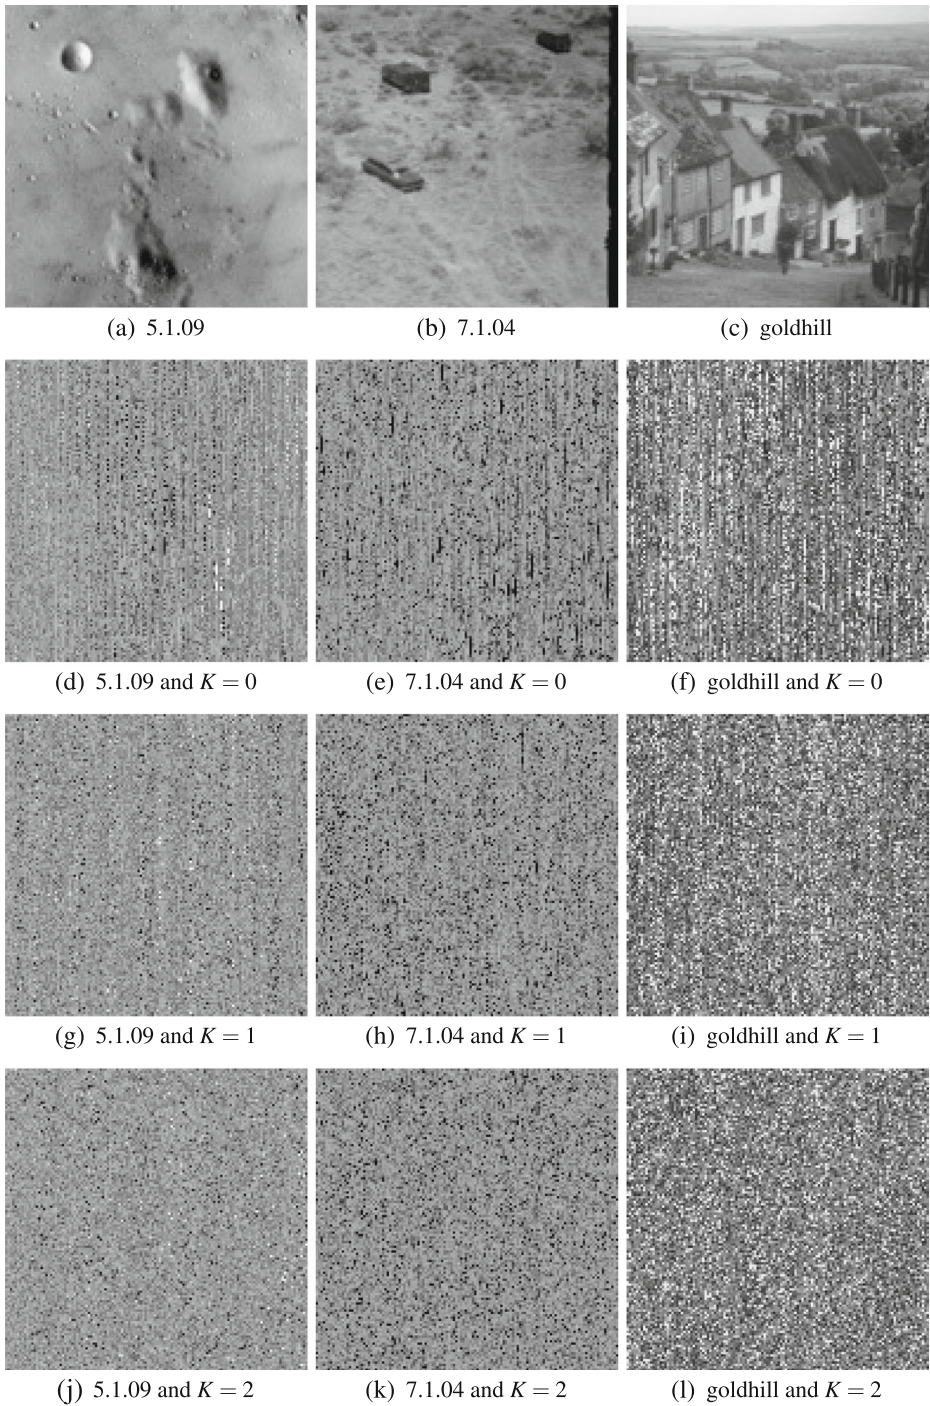 (a) 5.1.09
(b) 7.1.04
(c) goldhill
(d) 5.1.09 and K = 0
(e) 7.1.04 and K = 0
(f) goldhill and K = 0
(g) 5.1.09 and K = 1
(h) 7.1.04 and K = 1
(i) goldhill and K = 1
(j) 5.1.09 and K = 2
(k) 7.1.04 and K = 2
(l) goldhill and K = 2